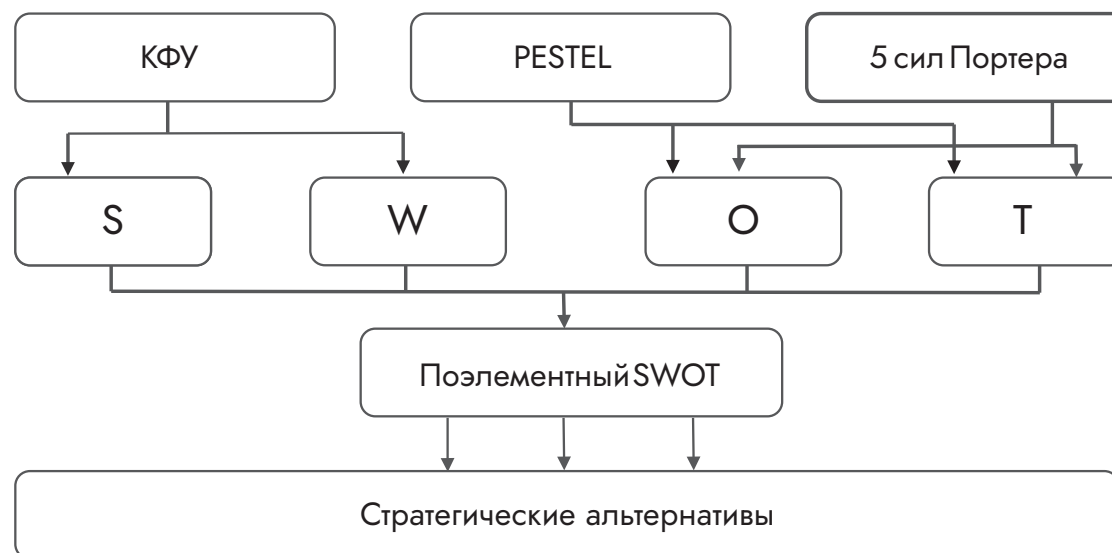 КФУ
PESTEL
5 сил Портера
S
W
O
T
Поэлементный SWOT
Стратегические альтернативы